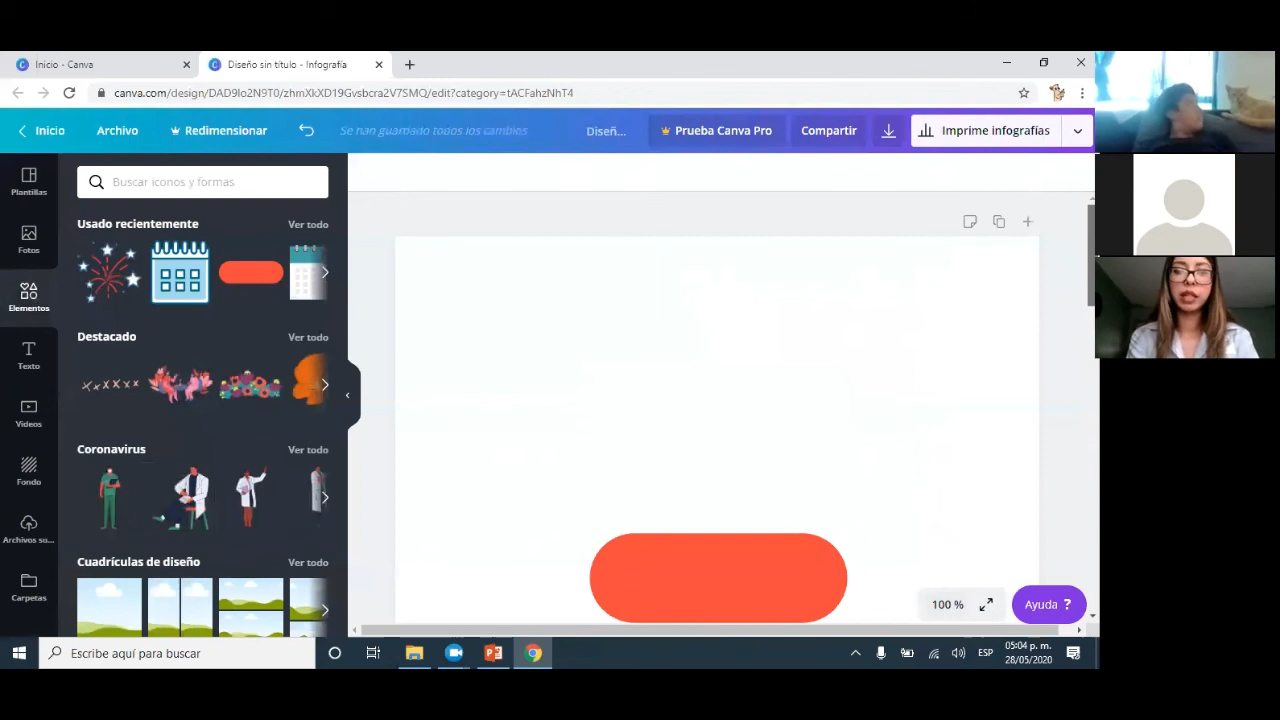 Inicio - Canva
Diseño sin título - Infografía
canva.com/design/DAD9Io2N9T0/zhmXkXD19Gvsbcra2V7SMQ/edit?category=tACFahzNhT4
Inicio
Archivo
Redimensionar
Se han guardado todos los cambios
Diseñ...
Prueba Canva Pro
Compartir
Imprime infografías
Plantillas
Fotos
Elementos
Texto
Videos
Fondo
Archivos su...
Carpetas
Buscar iconos y formas
Usado recientemente
Ver todo
Destacado
Ver todo
Coronavirus
Ver todo
Cuadrículas de diseño
Ver todo
100 %
Ayuda ?
Escribe aquí para buscar
ESP
05:04 p. m.
28/05/2020